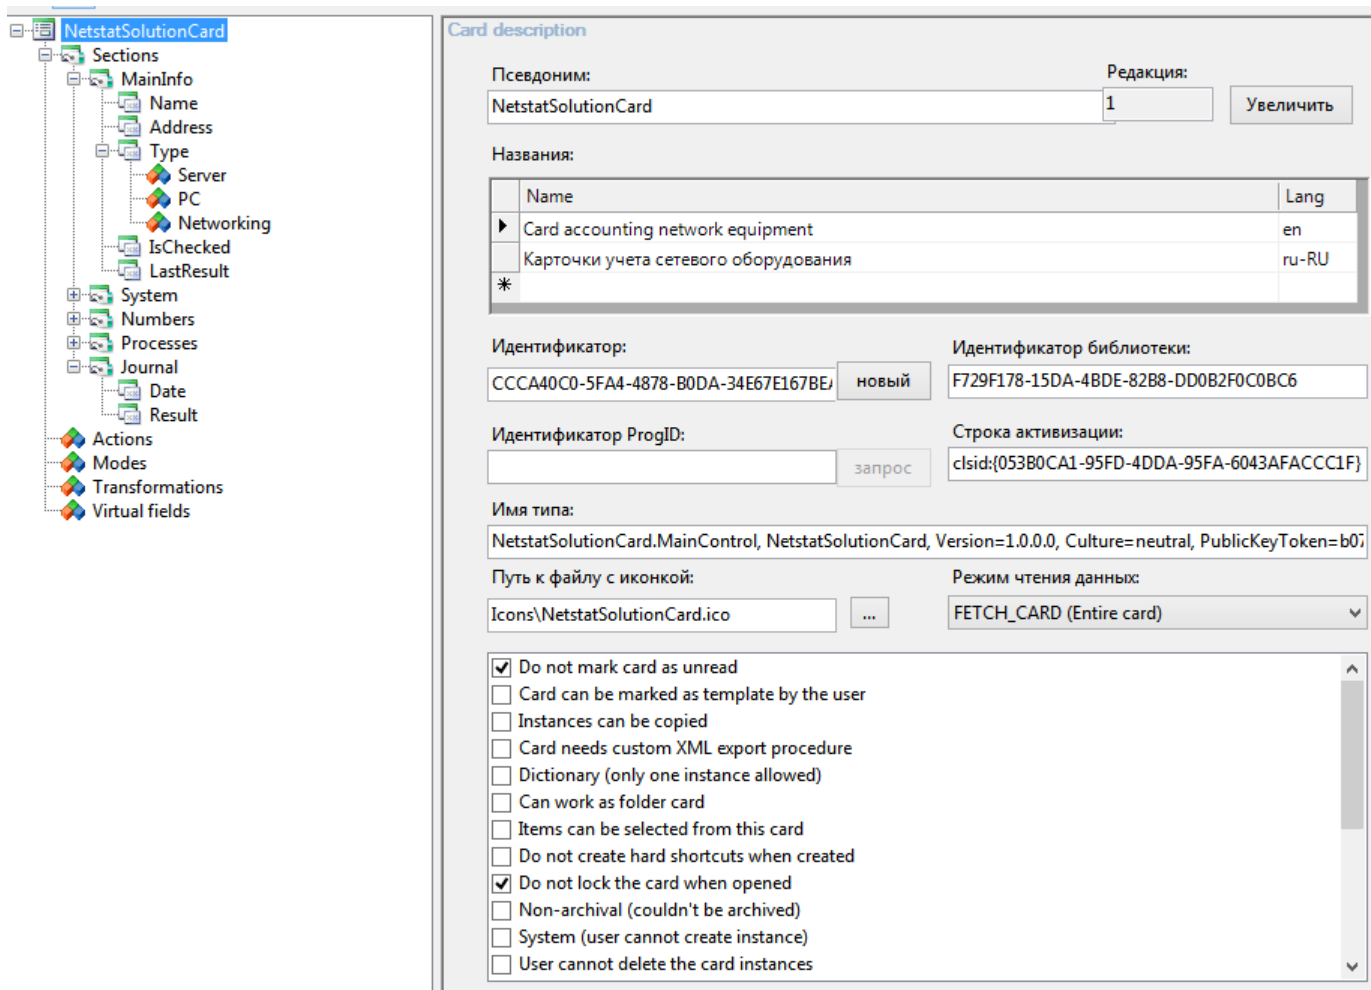 NetstatSolutionCard
Sections
MainInfo
Name
Address
Type
Server
PC
Networking
IsChecked
LastResult
System
Numbers
Processes
Journal
Date
Result
Actions
Modes
Transformations
Virtual fields
Card description
Псевдоним:
Редакция:
NetstatSolutionCard
1
Увеличить
Названия:
Name Lang
Card accounting network equipment en
Карточки учета сетевого оборудования ru-RU
Идентификатор:
Идентификатор библиотеки:
CCCA40C0-5FA4-4878-B0DA-34E67E167BEA
новый
F729F178-15DA-4BDE-82B8-DD0B2F0C0BC6
Идентификатор ProgID:
Строка активизации:
запрос
clsid:{053B0CA1-95FD-4DDA-95FA-6043AFACCC1F}
Имя типа:
NetstatSolutionCard.MainControl, NetstatSolutionCard, Version=1.0.0.0, Culture=neutral, PublicKeyToken=b07
Путь к файлу с иконкой:
Режим чтения данных:
Icons\NetstatSolutionCard.ico
...
FETCH_CARD (Entire card)
Do not mark card as unread
Card can be marked as template by the user
Instances can be copied
Card needs custom XML export procedure
Dictionary (only one instance allowed)
Can work as folder card
Items can be selected from this card
Do not create hard shortcuts when created
Do not lock the card when opened
Non-archival (couldn't be archived)
System (user cannot create instance)
User cannot delete the card instances